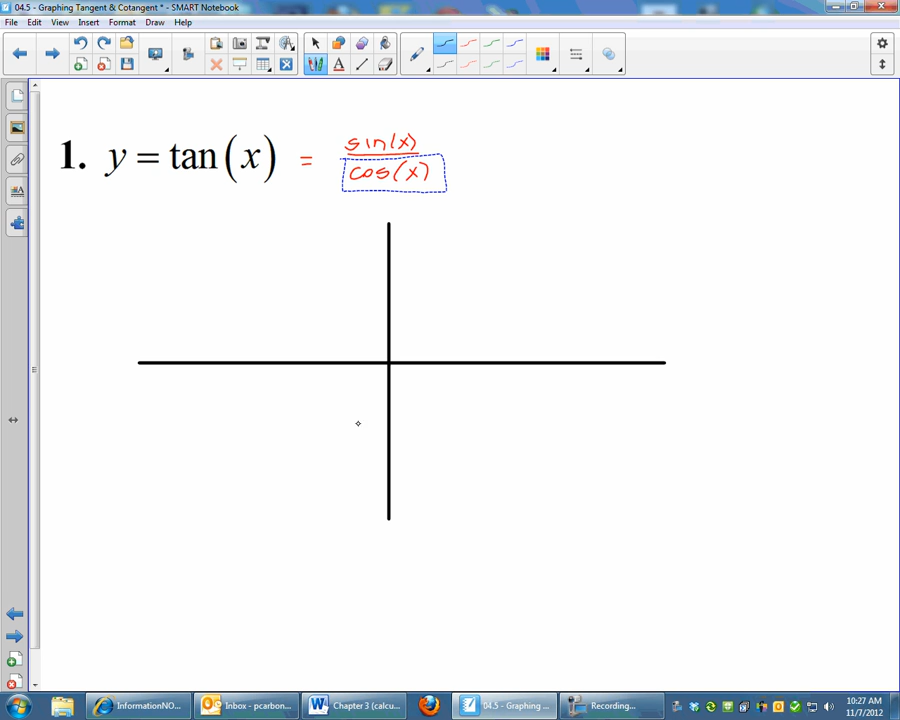 04.5 - Graphing Tangent & Cotangent * - SMART Notebook
File Edit View Insert Format Draw Window Help
1. y = tan(x) = sin(x)
cos(x)
InformationNO... Inbox - pcarbon... Chapter 3 (calcu... 04.5 - Graphing ... Recording... 10:27 AM
11/7/2012